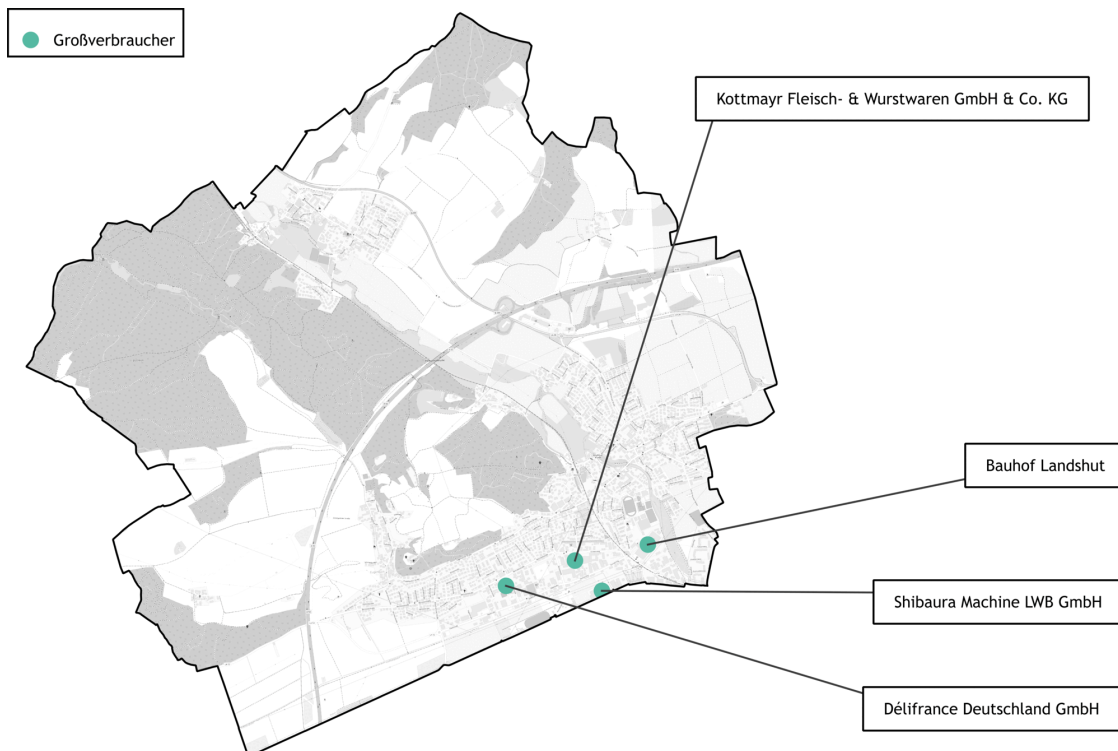 Großverbraucher
Kottmayr Fleisch- & Wurstwaren GmbH & Co. KG
Bauhof Landshut
Shibaura Machine LWB GmbH
Délifrance Deutschland GmbH